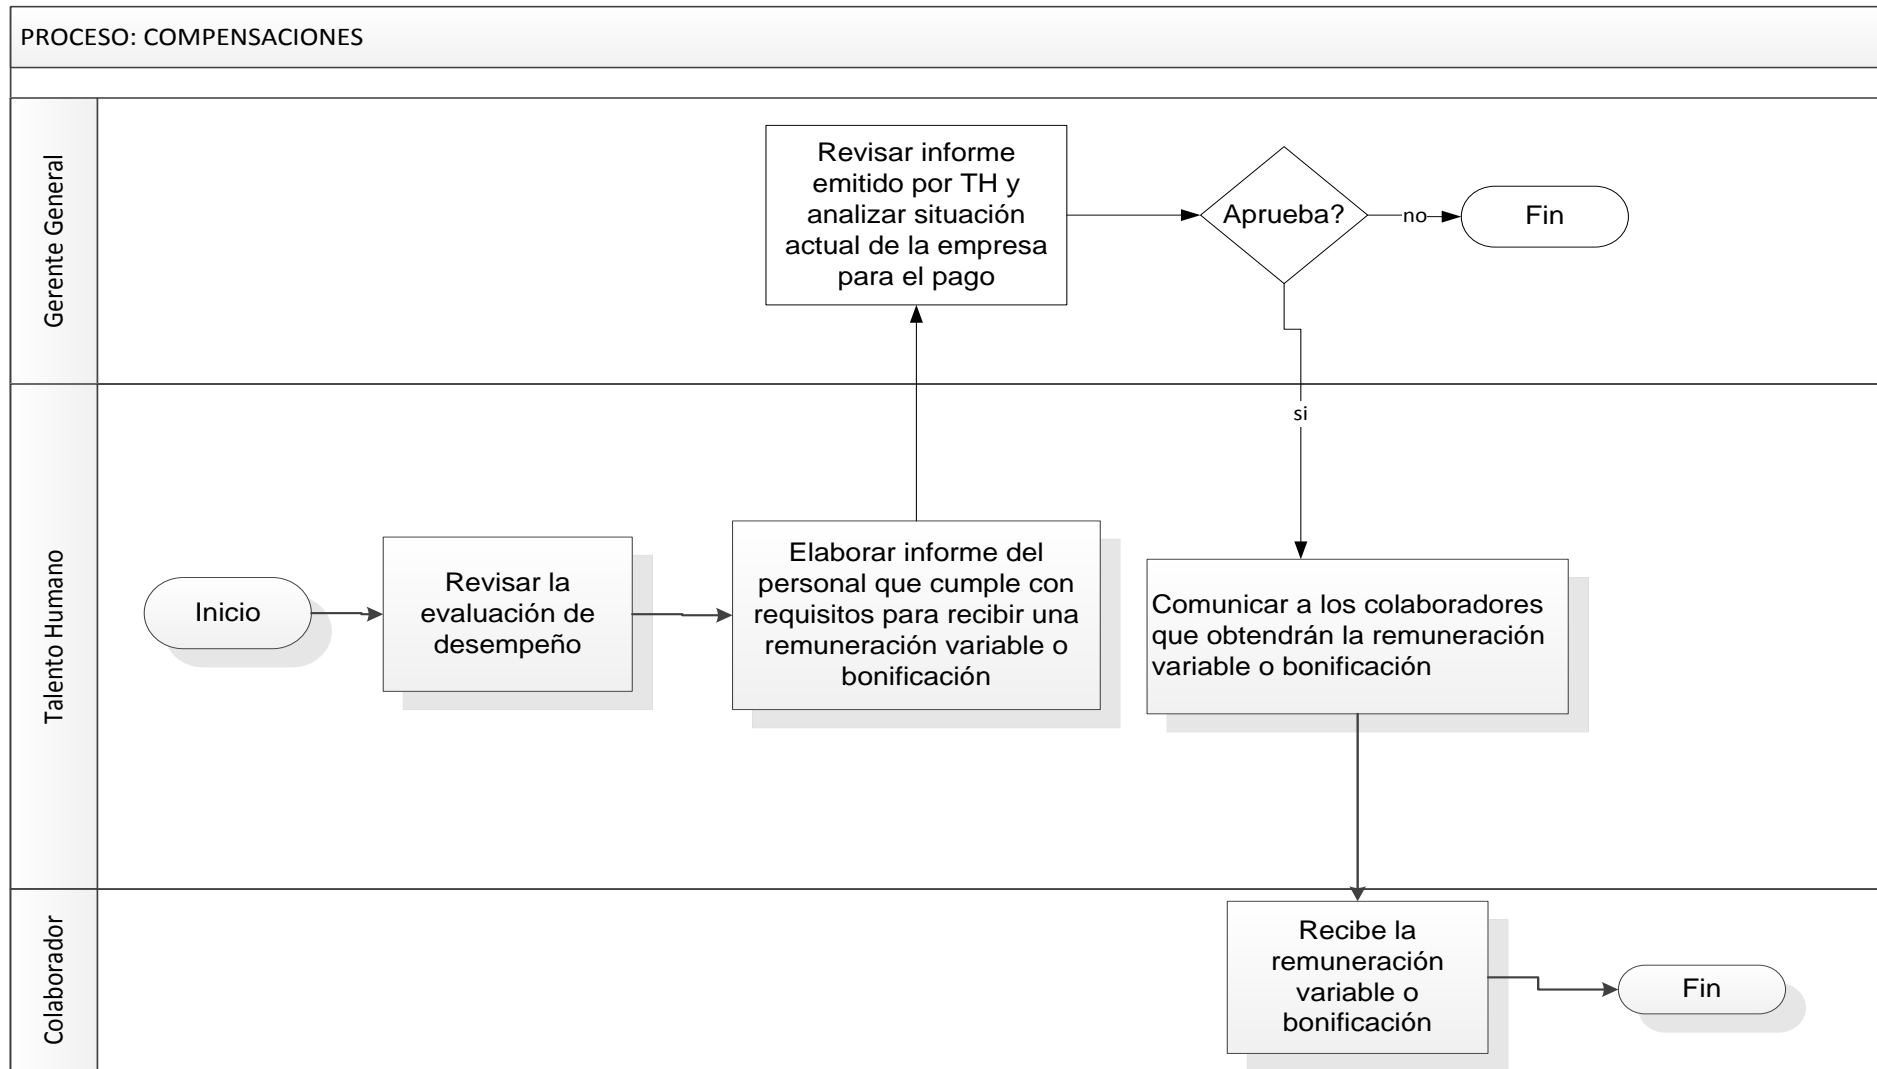 PROCESO: COMPENSACIONES
Gerente General
Revisar informe
emitido por TH y
analizar situación
actual de la empresa
para el pago
Aprueba?
no
Fin
si
Talento Humano
Inicio
Revisar la
evaluación de
desempeño
Elaborar informe del
personal que cumple con
requisitos para recibir una
remuneración variable o
bonificación
Comunicar a los colaboradores
que obtendrán la remuneración
variable o bonificación
Colaborador
Recibe la
remuneración
variable o
bonificación
Fin